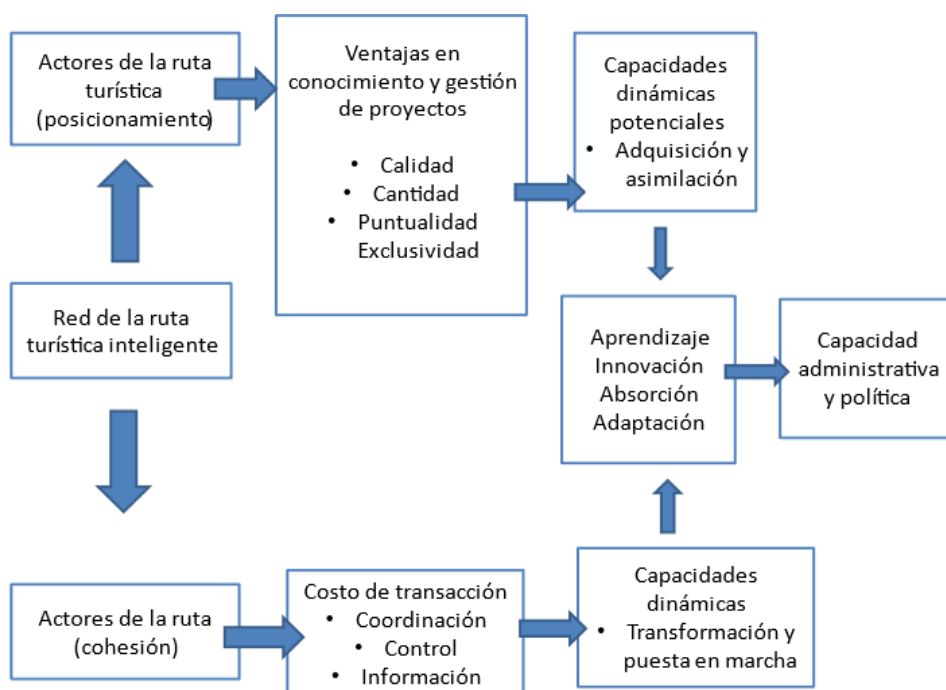 Actores de la ruta
turística
(posicionamiento)
Ventajas en
conocimiento y gestión
de proyectos
• Calidad
• Cantidad
• Puntualidad
Exclusividad
Capacidades
dinámicas
potenciales
• Adquisición y
asimilación
Red de la ruta
turística inteligente
Aprendizaje
Innovación
Absorción
Adaptación
Capacidad
administrativa
y política
Actores de la ruta
(cohesión)
Costo de transacción
• Coordinación
• Control
• Información
Capacidades
dinámicas
• Transformación y
puesta en marcha